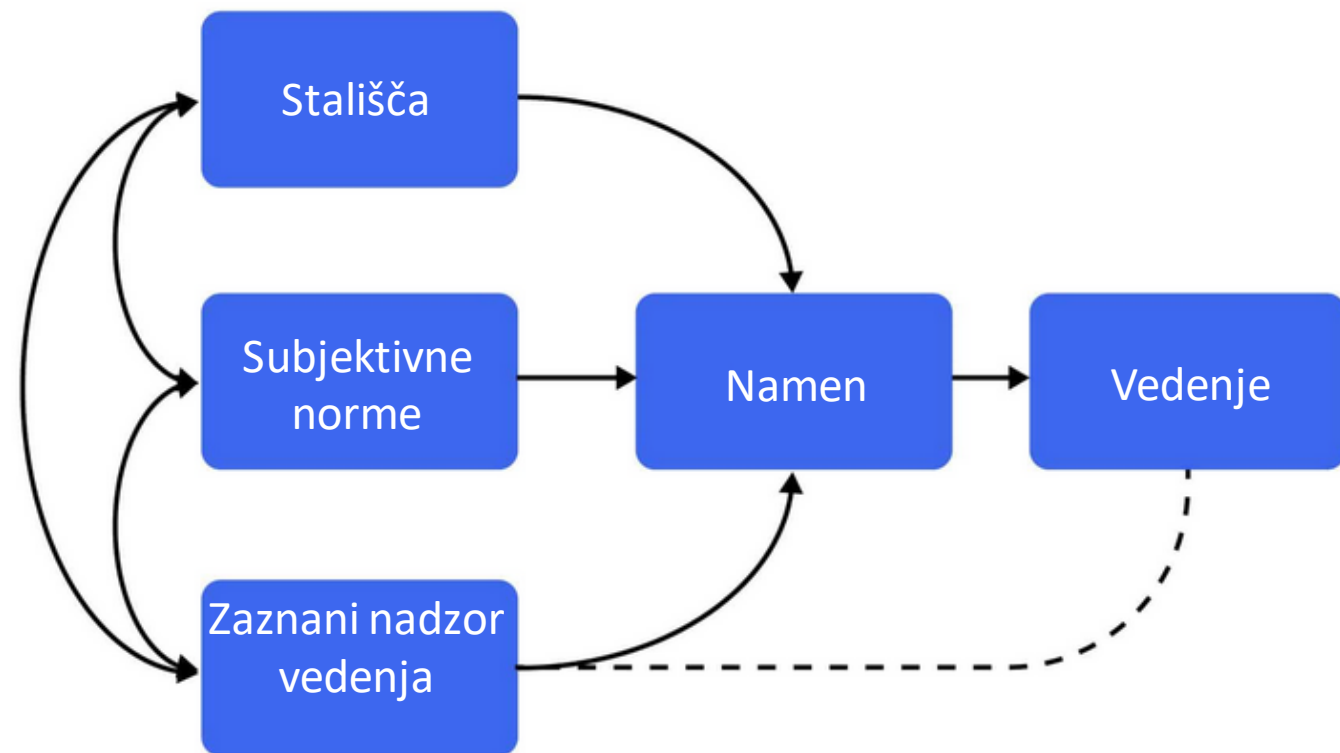 Stališča
Subjektivne
norme
Namen
Vedenje
Zaznani nadzor
vedenja